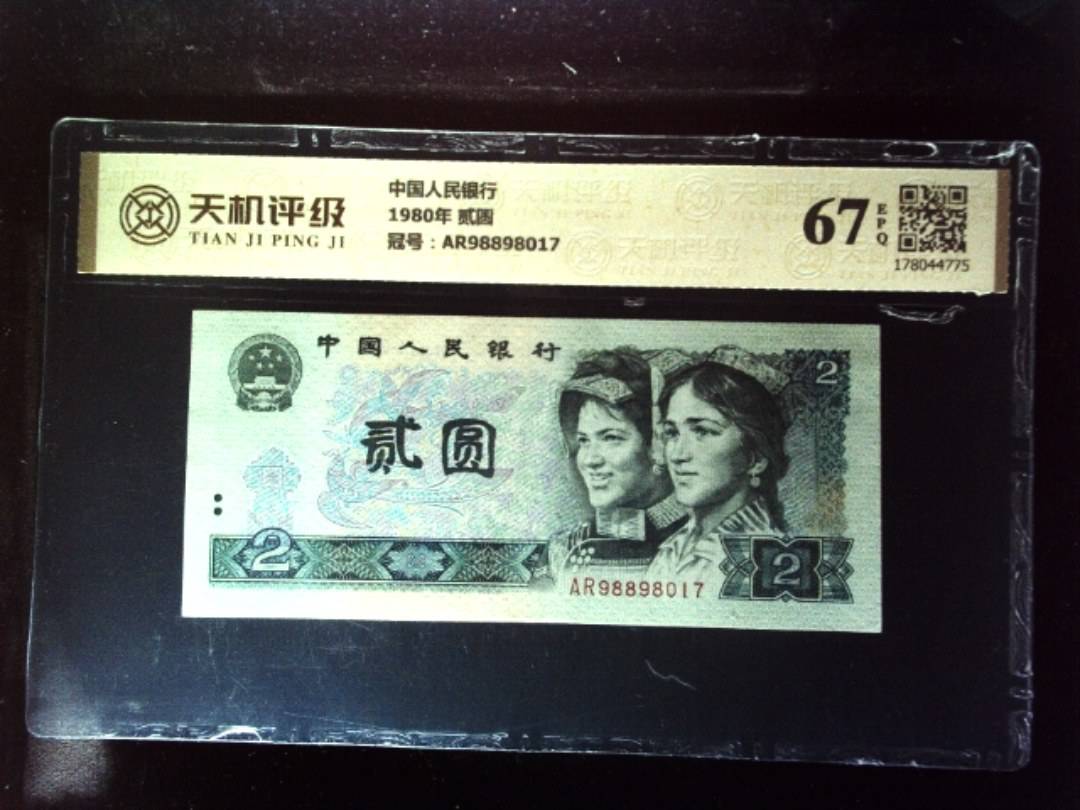 天机评级
TIAN JI PING JI
中国人民银行
1980年 贰圆
冠号：AR98898017
67
EPQ
178044775
中国人民银行
贰圆
2
2
AR98898017
2